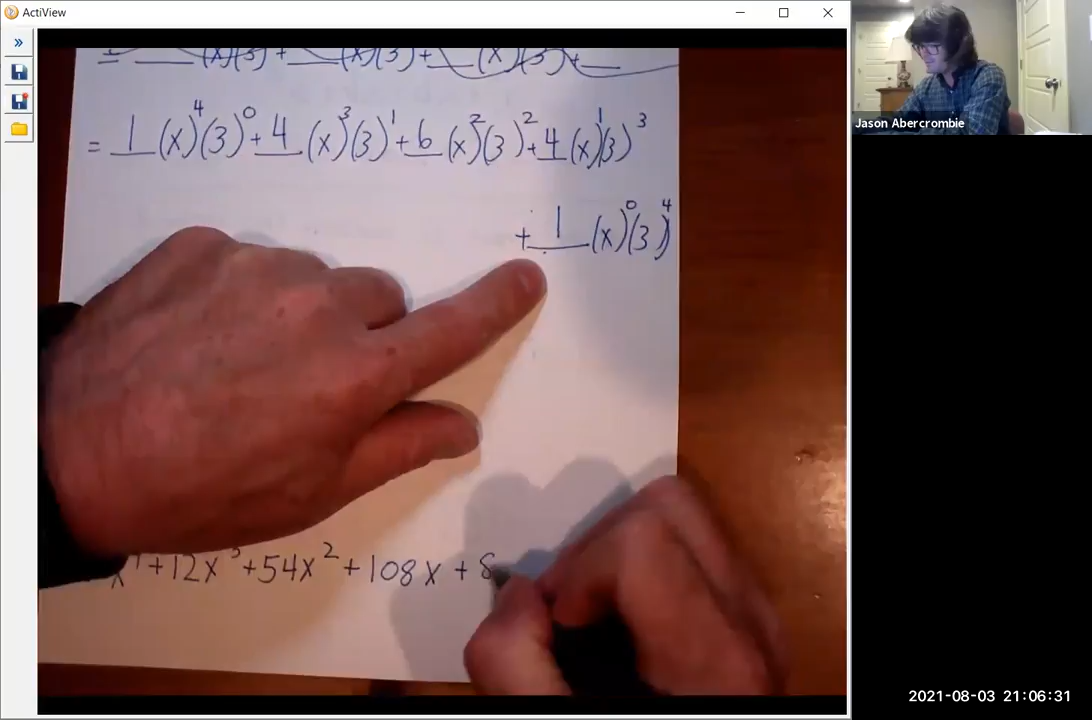 ActiView
= 1 (x)⁴(3)⁰ + 4 (x)³(3)¹ + 6 (x)²(3)² + 4 (x)¹(3)³
+ 1 (x)⁰(3)⁴
+12x³+54x²+108x+8
Jason Abercrombie
2021-08-03 21:06:31